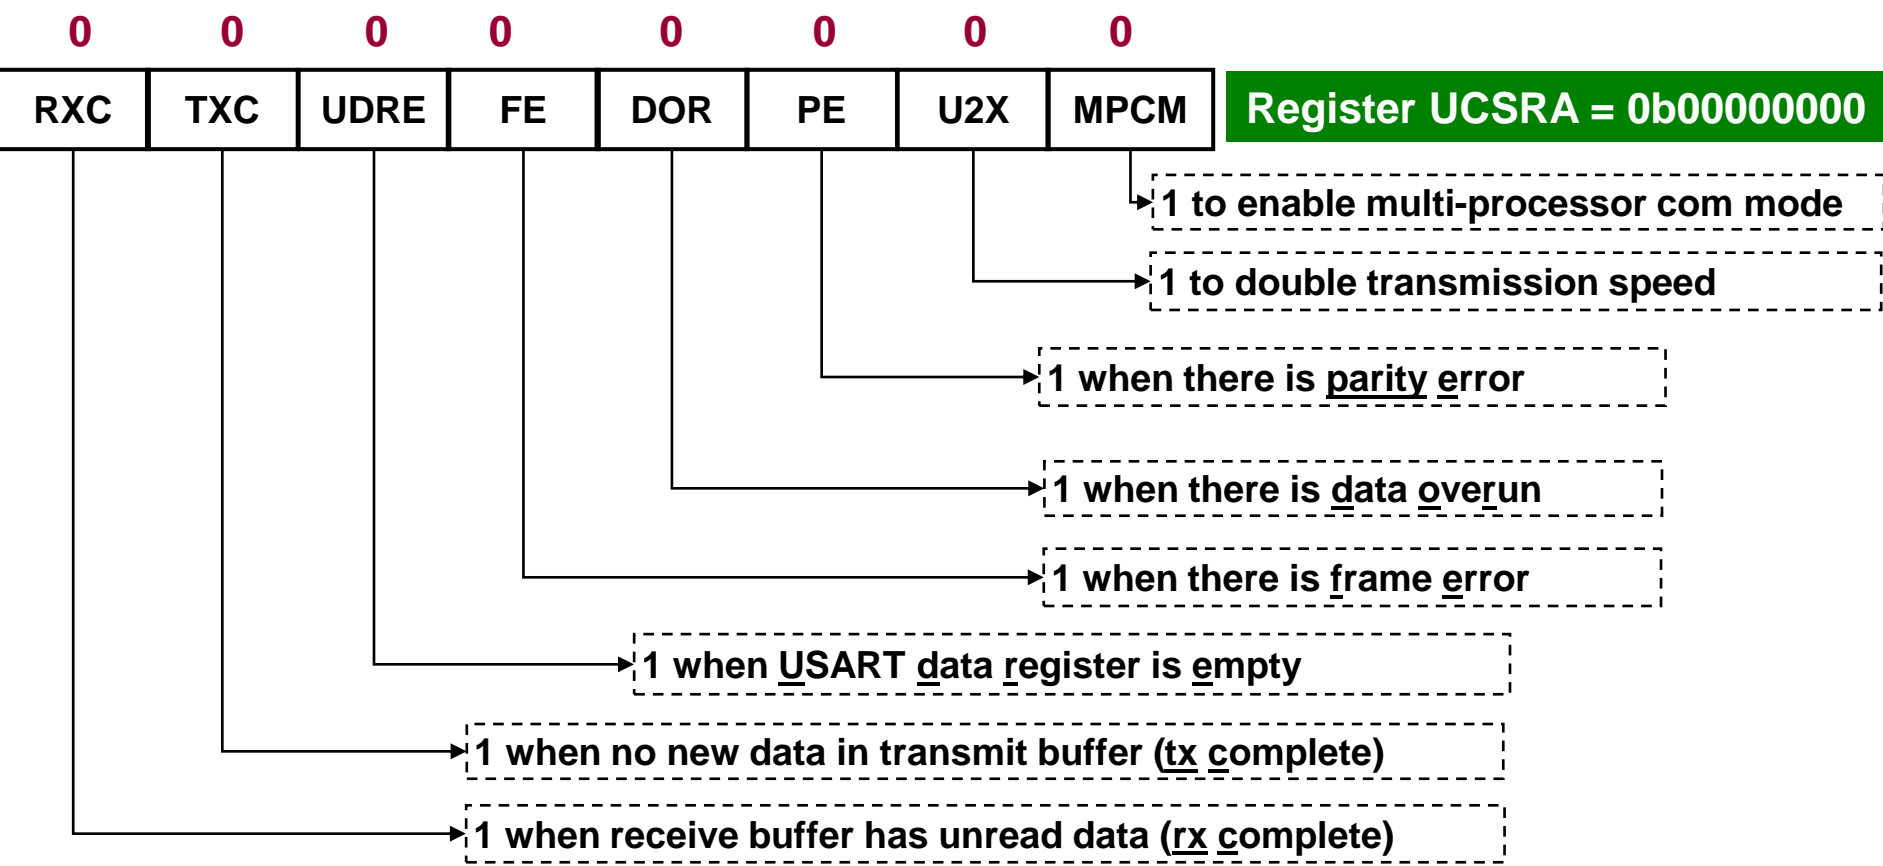 0 0 0 0 0 0 0 0
RXC TXC UDRE FE DOR PE U2X MPCM Register UCSRA = 0b00000000
1 to enable multi-processor com mode
1 to double transmission speed
1 when there is parity error
1 when there is data overun
1 when there is frame error
1 when USART data register is empty
1 when no new data in transmit buffer (tx complete)
1 when receive buffer has unread data (rx complete)